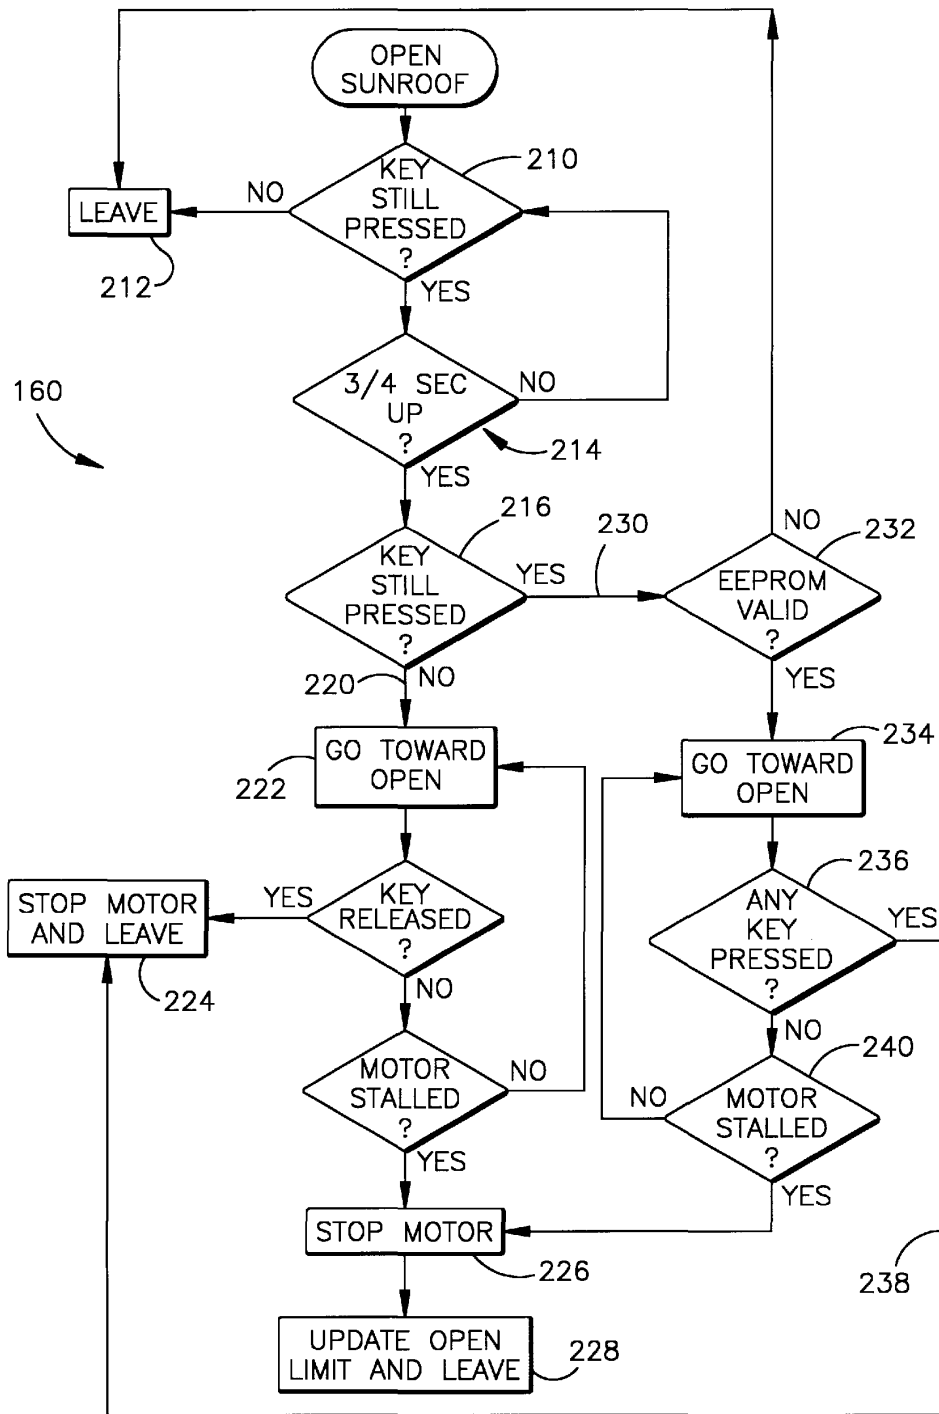 OPEN
SUNROOF
KEY
STILL
PRESSED
?
210
NO
LEAVE
212
YES
3/4 SEC
UP
?
NO
214
160
YES
216
KEY
STILL
PRESSED
?
YES
230
NO
232
EEPROM
VALID
?
220
NO
YES
GO TOWARD
OPEN
222
234
GO TOWARD
OPEN
KEY
RELEASED
?
YES
STOP MOTOR
AND LEAVE
224
NO
236
ANY
KEY
PRESSED
?
YES
NO
MOTOR
STALLED
?
NO
YES
240
MOTOR
STALLED
?
NO
YES
STOP MOTOR
226
238
UPDATE OPEN
LIMIT AND LEAVE
228